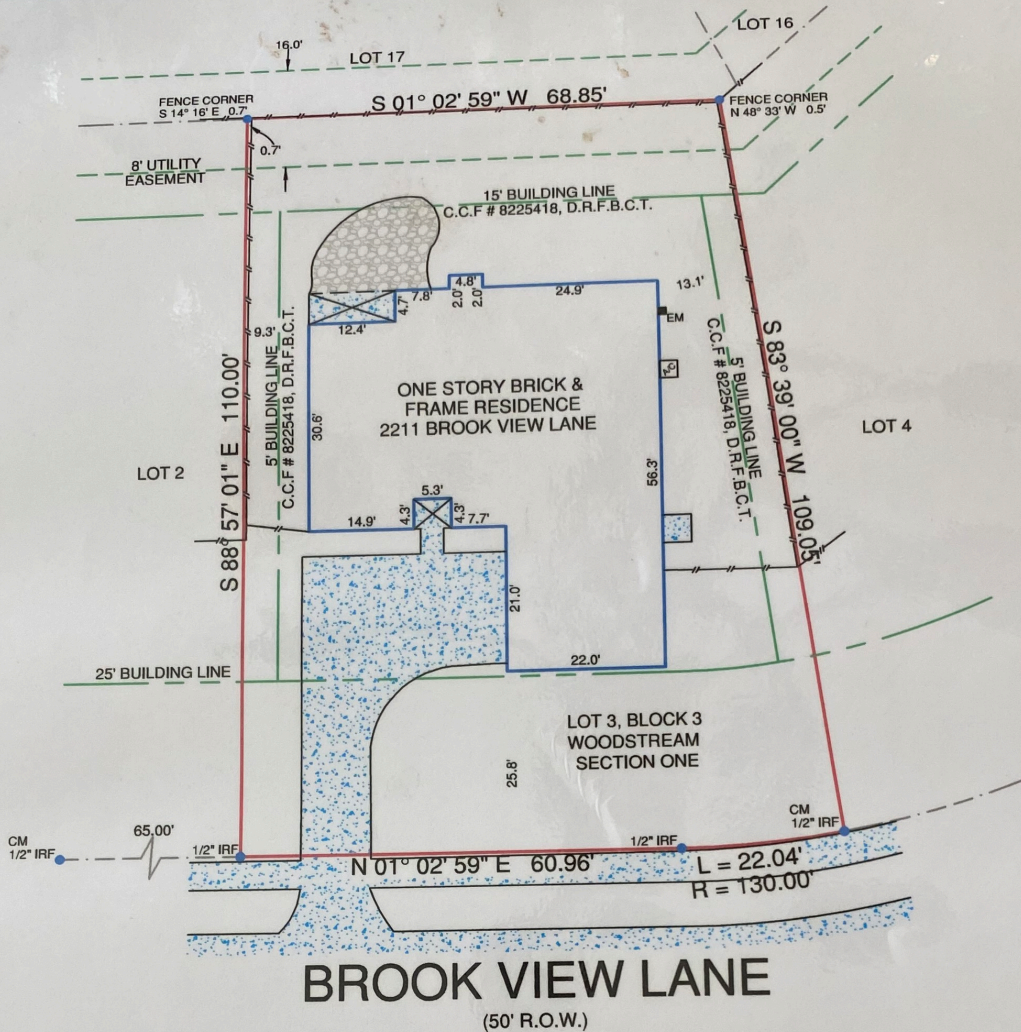 LOT 16
16.0'
LOT 17
FENCE CORNER
S 14° 16' E 0.7'
S 01° 02' 59" W 68.85'
FENCE CORNER
N 48° 33' W 0.5'
0.7'
8' UTILITY
EASEMENT
15' BUILDING LINE
C.C.F # 8225418, D.R.F.B.C.T.
4.8'
7.8'
2.0'
2.0'
24.9'
13.1'
4.7'
12.4'
EM
9.3'
5' BUILDING LINE
C.C.F # 8225418, D.R.F.B.C.T.
S 88° 57' 01" E 110.00'
LOT 2
30.6'
ONE STORY BRICK &
FRAME RESIDENCE
2211 BROOK VIEW LANE
A/C
56.3'
5' BUILDING LINE
C.C.F # 8225418, D.R.F.B.C.T.
S 83° 39' 00" W 109.05'
LOT 4
5.3'
14.9'
4.3'
4.3'
7.7'
21.0'
22.0'
25' BUILDING LINE
LOT 3, BLOCK 3
WOODSTREAM
SECTION ONE
25.8'
CM
1/2" IRF
65.00'
1/2" IRF
1/2" IRF
CM
1/2" IRF
N 01° 02' 59" E 60.96'
L = 22.04'
R = 130.00'
BROOK VIEW LANE
(50' R.O.W.)